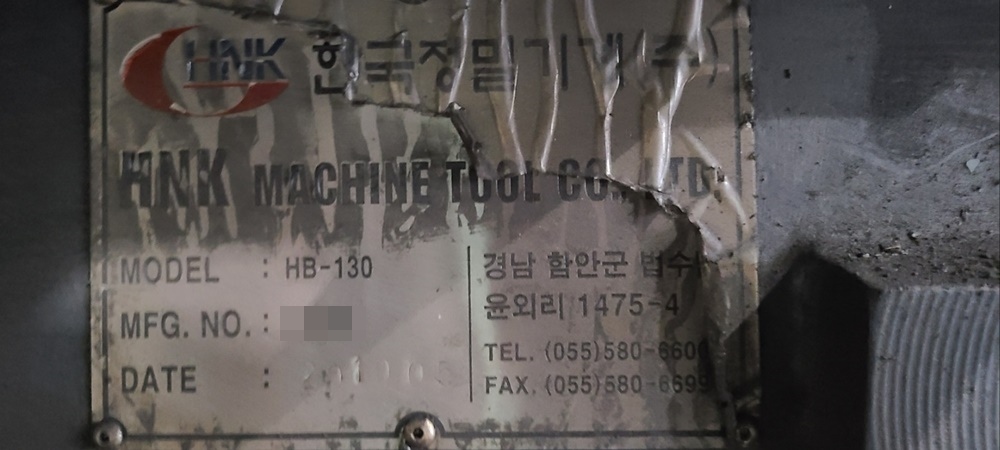 HNK 한국정밀기계(주)
HNK MACHINE TOOL CO., LTD.
MODEL : HB-130
MFG. NO. :
DATE :
경남 함안군 법수
윤외리 1475-4
TEL. (055)580-6600
FAX. (055)580-6699